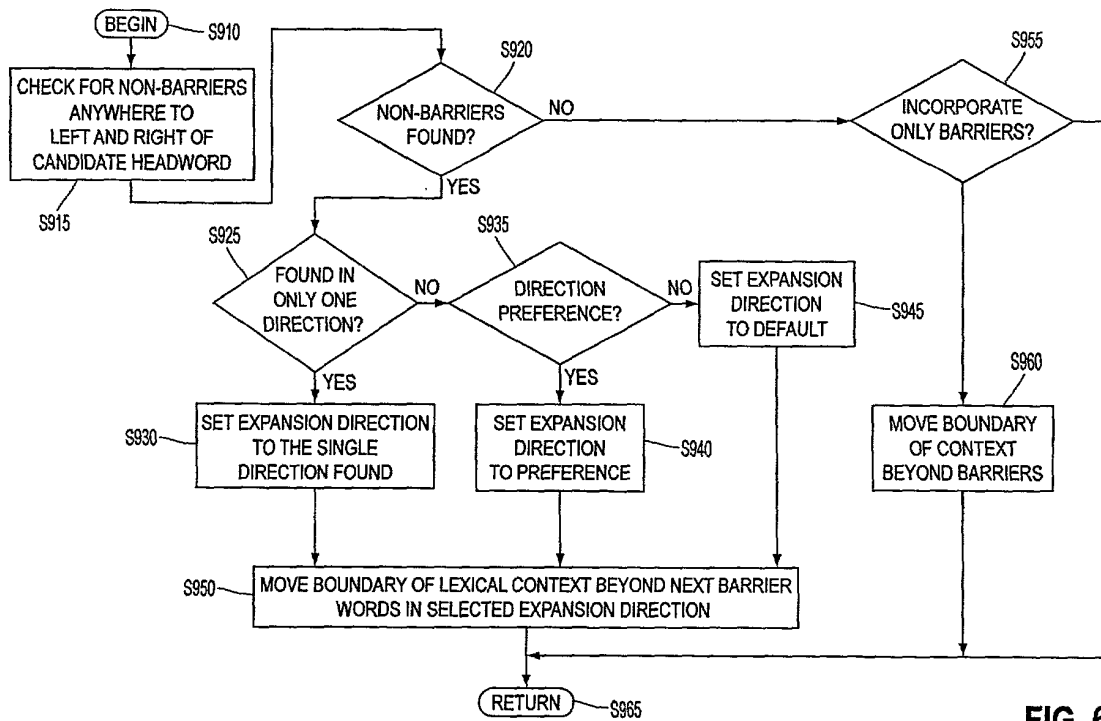 BEGIN
S910
CHECK FOR NON-BARRIERS
ANYWHERE TO
LEFT AND RIGHT OF
CANDIDATE HEADWORD
S915
S920
NON-BARRIERS
FOUND?
NO
YES
S955
INCORPORATE
ONLY BARRIERS?
S925
FOUND IN
ONLY ONE
DIRECTION?
NO
YES
S935
DIRECTION
PREFERENCE?
NO
YES
SET EXPANSION
DIRECTION
TO DEFAULT
S945
S930
SET EXPANSION DIRECTION
TO THE SINGLE
DIRECTION FOUND
SET EXPANSION
DIRECTION
TO PREFERENCE
S940
S960
MOVE BOUNDARY
OF CONTEXT
BEYOND BARRIERS
S950
MOVE BOUNDARY OF LEXICAL CONTEXT BEYOND NEXT BARRIER
WORDS IN SELECTED EXPANSION DIRECTION
RETURN
S965
FIG. 6